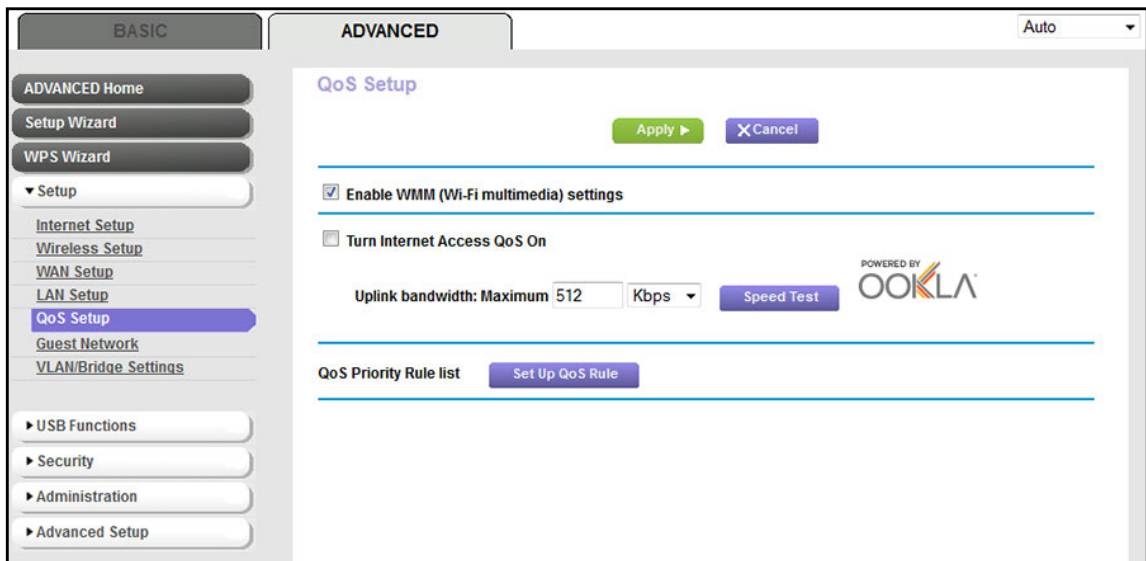 BASIC
ADVANCED
Auto
ADVANCED Home
Setup Wizard
WPS Wizard
Setup
Internet Setup
Wireless Setup
WAN Setup
LAN Setup
QoS Setup
Guest Network
VLAN/Bridge Settings
USB Functions
Security
Administration
Advanced Setup
QoS Setup
Apply
Cancel
Enable WMM (Wi-Fi multimedia) settings
Turn Internet Access QoS On
Uplink bandwidth: Maximum 512 Kbps Speed Test
POWERED BY
OOKLA
QoS Priority Rule list Set Up QoS Rule